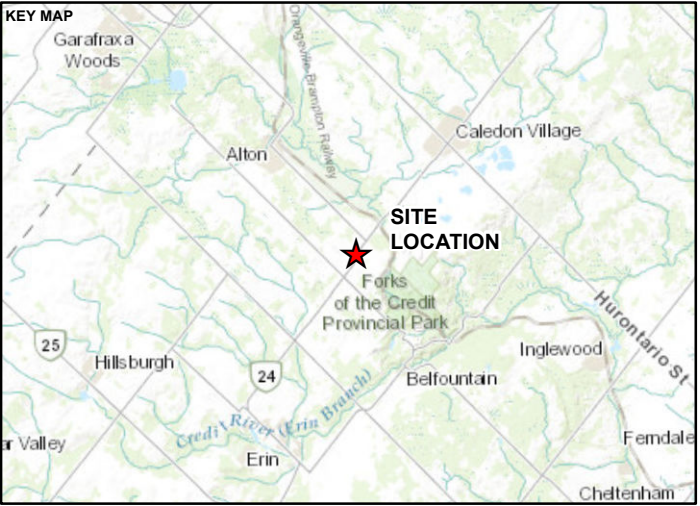 KEY MAP
Garafraxa
Woods
Orangeville Brampton Railway
Caledon Village
Alton
SITE
LOCATION
Forks
of the Credit
Provincial Park
Hurontario St
25
Hillsburgh
24
Inglewood
Belfountain
Credit River (Erin Branch)
ar Valley
Erin
Ferndale
Cheltenham